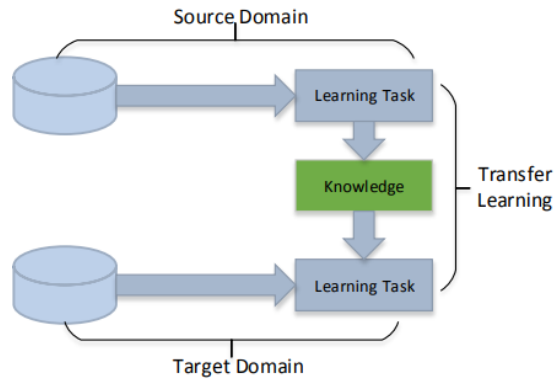 Source Domain
Learning Task
Knowledge
Transfer
Learning
Learning Task
Target Domain